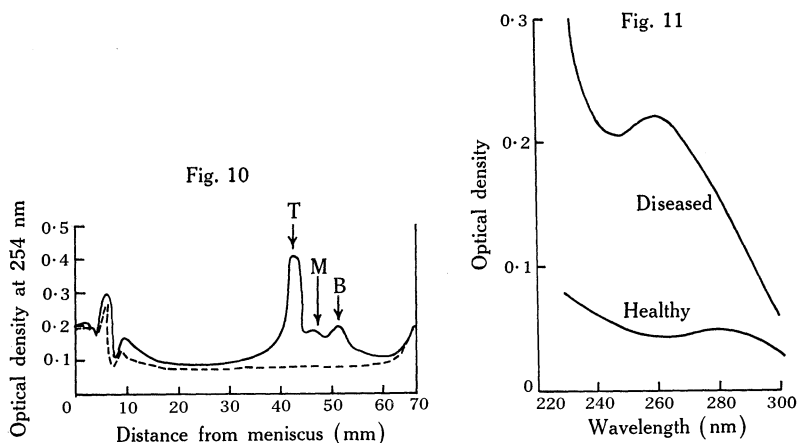 Fig. 10
Optical density at 254 nm
0·5
0·4
0·3
0·2
0·1
T
M
B
0
10
20
30
40
50
60
70
Distance from meniscus (mm)
Fig. 11
Optical density
0·3
0·2
0·1
0
Diseased
Healthy
220
240
260
280
300
Wavelength (nm)